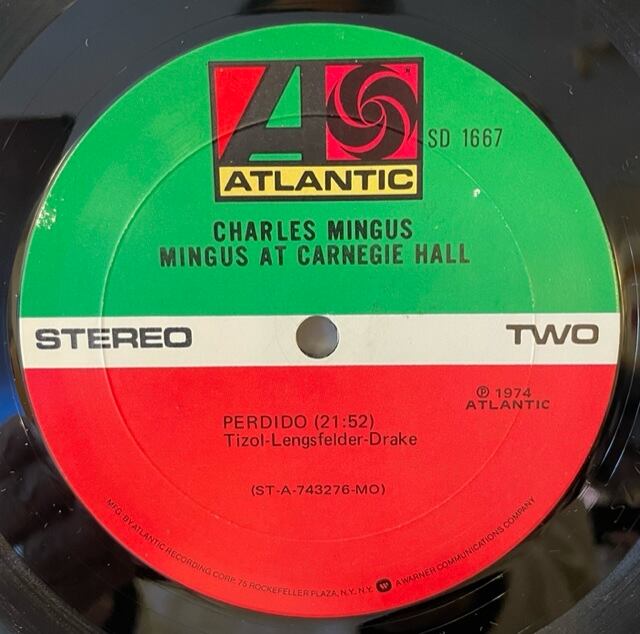 SD 1667
ATLANTIC
CHARLES MINGUS
MINGUS AT CARNEGIE HALL
STEREO
TWO
℗ 1974
ATLANTIC
PERDIDO (21:52)
Tizol-Lengsfelder-Drake
(ST-A-743276-MO)
MFG. BY ATLANTIC RECORDING CORP. 75 ROCKEFELLER PLAZA, N.Y. N.Y. A WARNER COMMUNICATIONS COMPANY